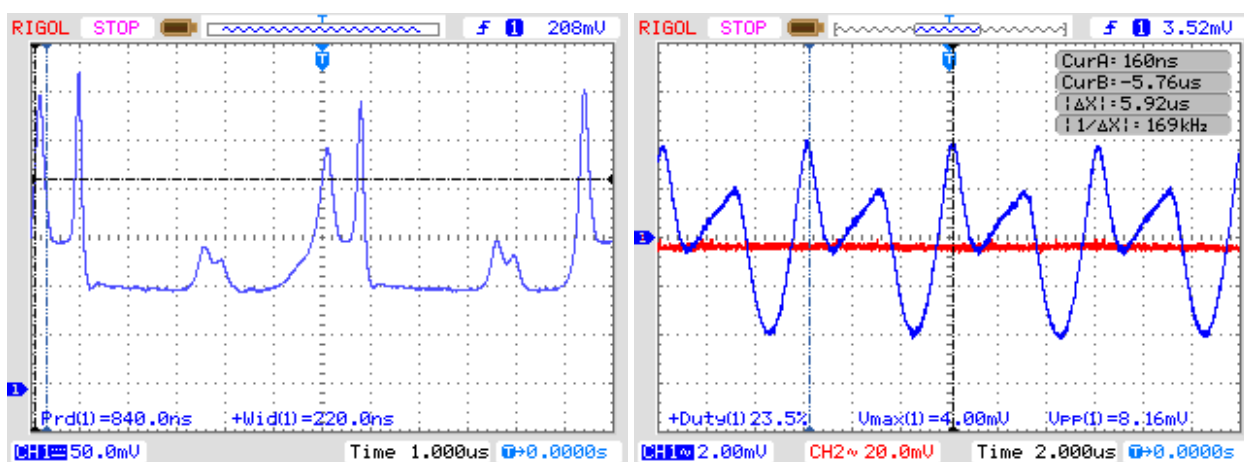 RIGOL STOP T f 1 208mV
T
1
Prd(1)=840.0ns +Wid(1)=220.0ns
CH1 50.0mV Time 1.000us T→0.0000s
RIGOL STOP T f 1 3.52mV
T
CurA: 160ns
CurB:-5.76us
|ΔX|: 5.92us
|1/ΔX|: 169kHz
1
+Duty(1) 23.5% Vmax(1)=4.00mV Vpp(1)=8.16mV
CH1~ 2.00mV CH2~ 20.0mV Time 2.000us T→0.0000s